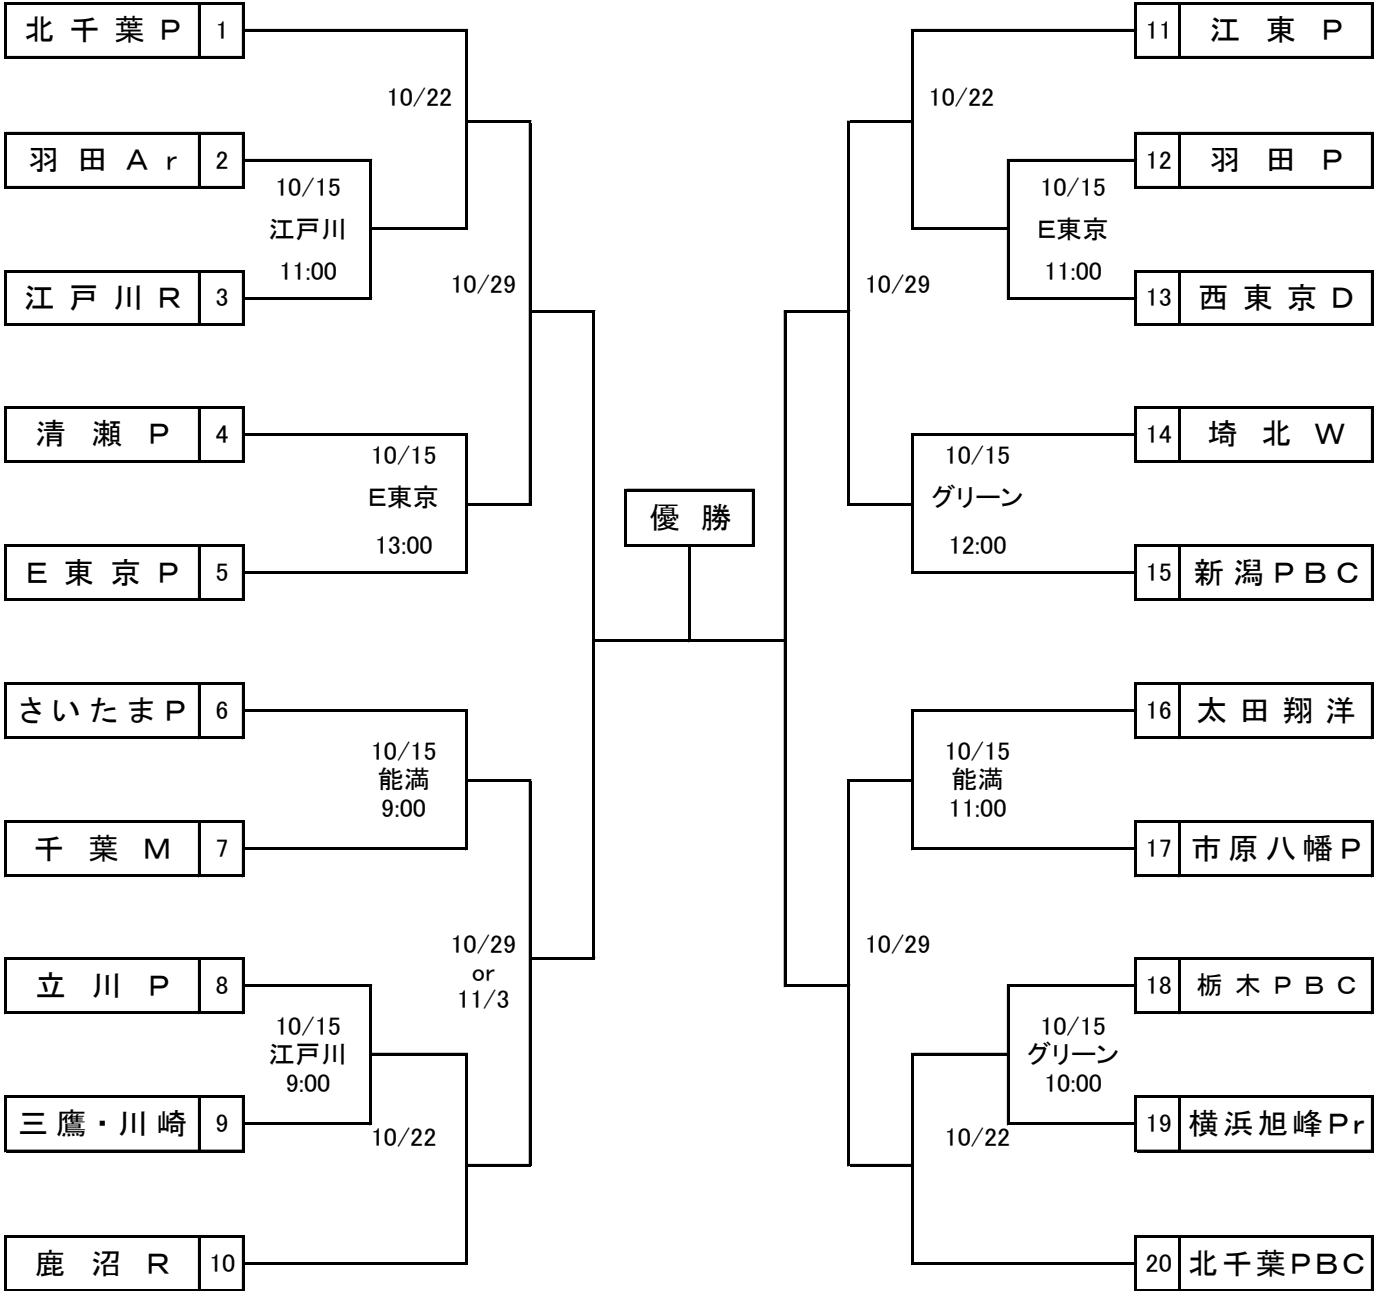 北千葉P 1
10/22
羽田Ar 2
10/15
江戸川
11:00
江戸川R 3
10/29
清瀬P 4
10/15
E東京
13:00
E東京P 5
さいたまP 6
10/15
能満
9:00
千葉M 7
10/29
or
11/3
立川P 8
10/15
江戸川
9:00
三鷹・川崎 9
10/22
鹿沼R 10
優勝
11 江東P
10/22
12 羽田P
10/15
E東京
11:00
13 西東京D
10/29
14 埼北W
10/15
グリーン
12:00
15 新潟PBC
16 太田翔洋
10/15
能満
11:00
17 市原八幡P
10/29
18 栃木PBC
10/15
グリーン
10:00
19 横浜旭峰Pr
10/22
20 北千葉PBC